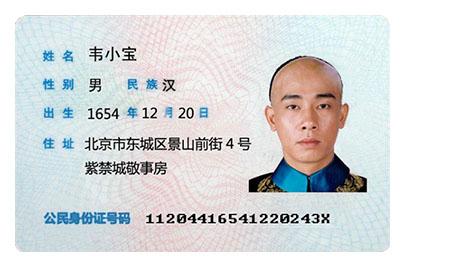 姓名 韦小宝
性别 男 民族 汉
出生 1654 年 12 月 20 日
住址 北京市东城区景山前街 4 号
紫禁城敬事房
公民身份证号码 11204416541220243X